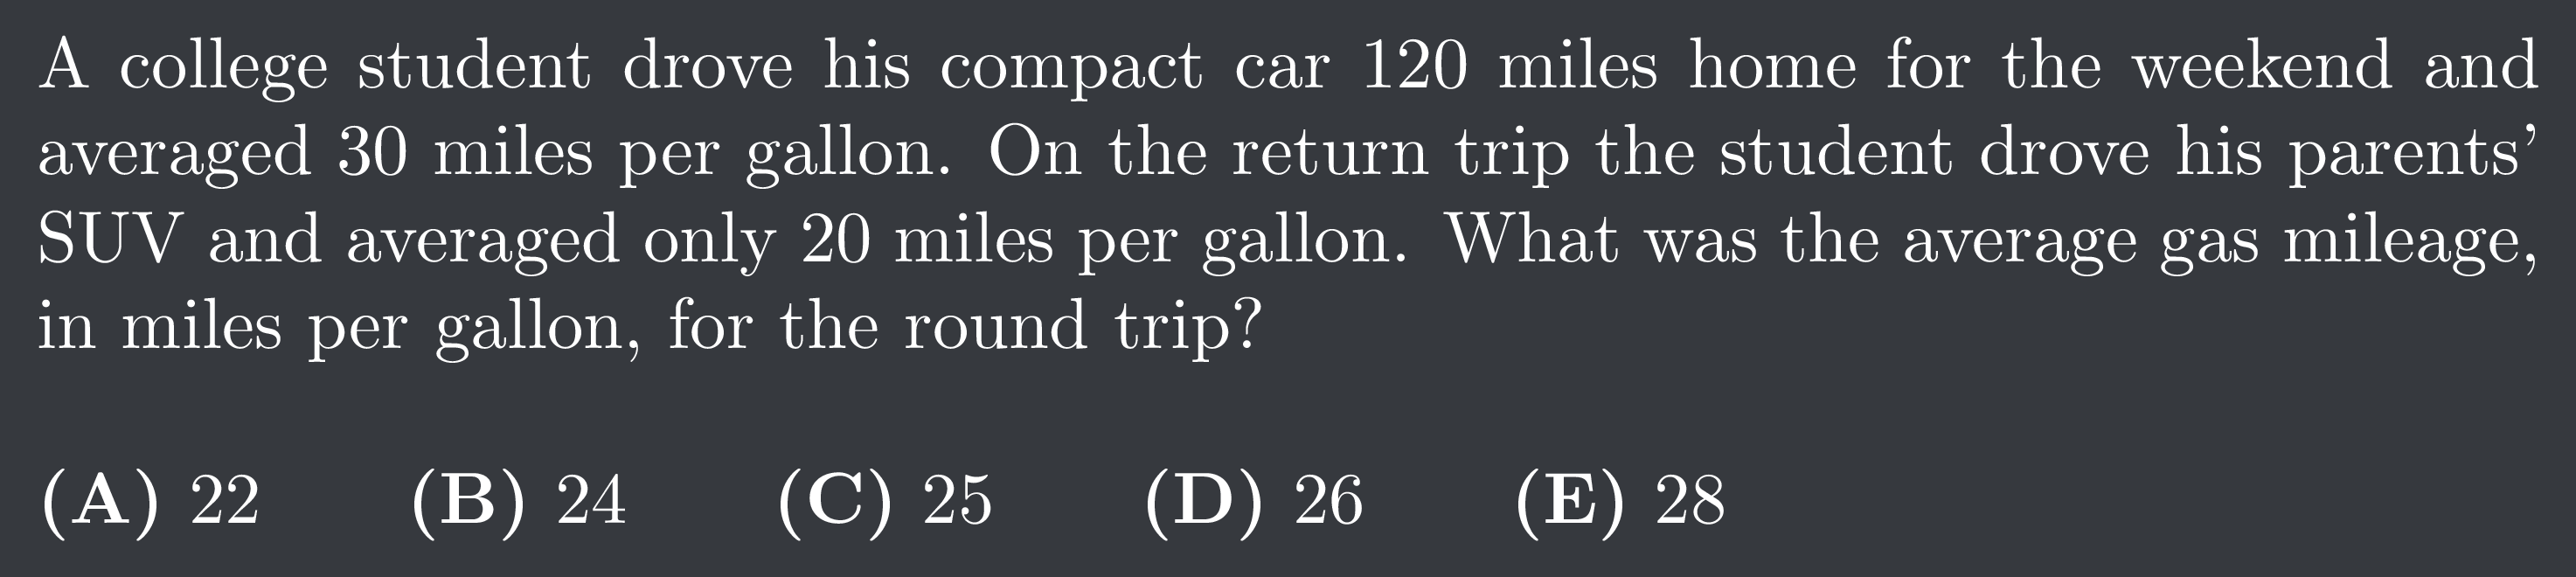 A college student drove his compact car 120 miles home for the weekend and
averaged 30 miles per gallon. On the return trip the student drove his parents’
SUV and averaged only 20 miles per gallon. What was the average gas mileage,
in miles per gallon, for the round trip?
(A) 22 (B) 24 (C) 25 (D) 26 (E) 28